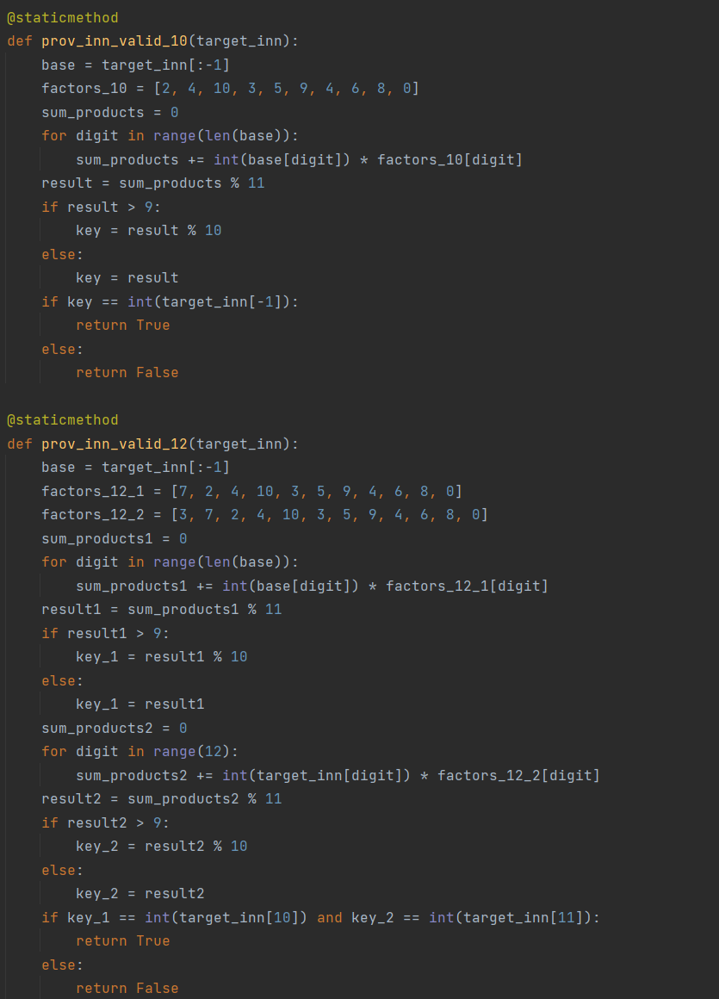 @staticmethod
def prov_inn_valid_10(target_inn):
    base = target_inn[:-1]
    factors_10 = [2, 4, 10, 3, 5, 9, 4, 6, 8, 0]
    sum_products = 0
    for digit in range(len(base)):
        sum_products += int(base[digit]) * factors_10[digit]
    result = sum_products % 11
    if result > 9:
        key = result % 10
    else:
        key = result
    if key == int(target_inn[-1]):
        return True
    else:
        return False

@staticmethod
def prov_inn_valid_12(target_inn):
    base = target_inn[:-1]
    factors_12_1 = [7, 2, 4, 10, 3, 5, 9, 4, 6, 8, 0]
    factors_12_2 = [3, 7, 2, 4, 10, 3, 5, 9, 4, 6, 8, 0]
    sum_products1 = 0
    for digit in range(len(base)):
        sum_products1 += int(base[digit]) * factors_12_1[digit]
    result1 = sum_products1 % 11
    if result1 > 9:
        key_1 = result1 % 10
    else:
        key_1 = result1
    sum_products2 = 0
    for digit in range(12):
        sum_products2 += int(target_inn[digit]) * factors_12_2[digit]
    result2 = sum_products2 % 11
    if result2 > 9:
        key_2 = result2 % 10
    else:
        key_2 = result2
    if key_1 == int(target_inn[10]) and key_2 == int(target_inn[11]):
        return True
    else:
        return False